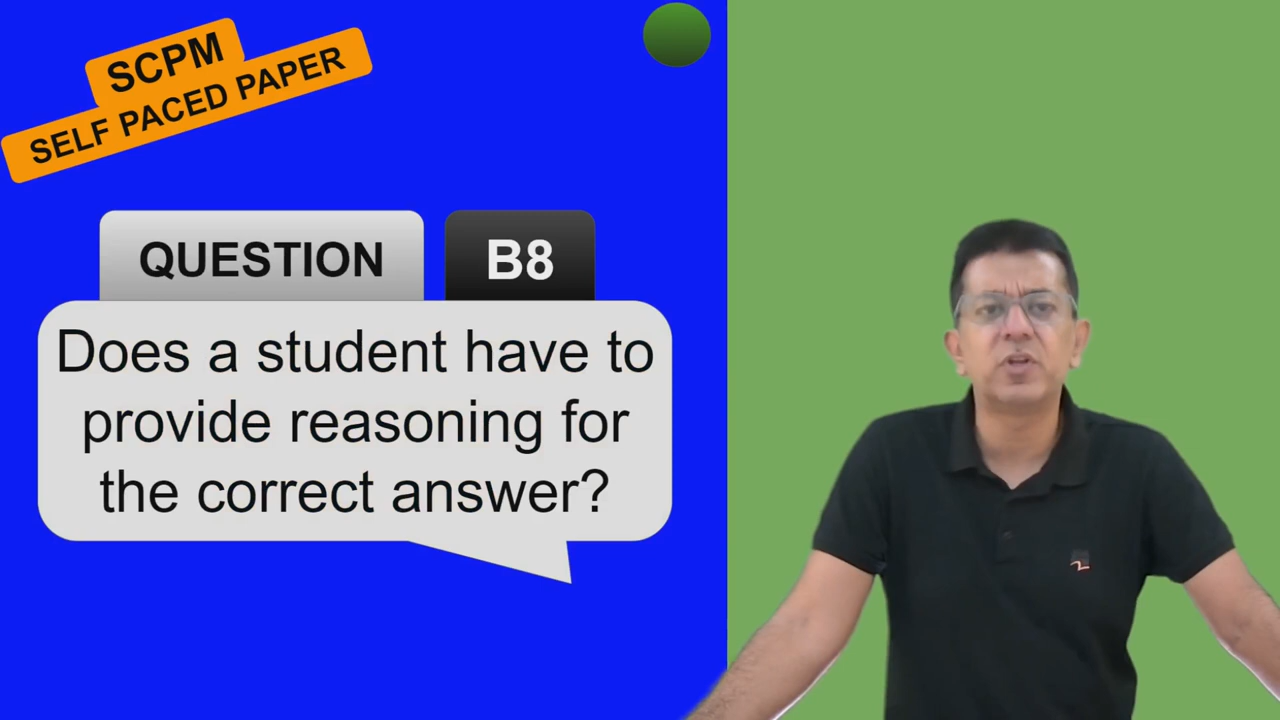 SCPM
SELF PACED PAPER
QUESTION B8
Does a student have to
provide reasoning for
the correct answer?